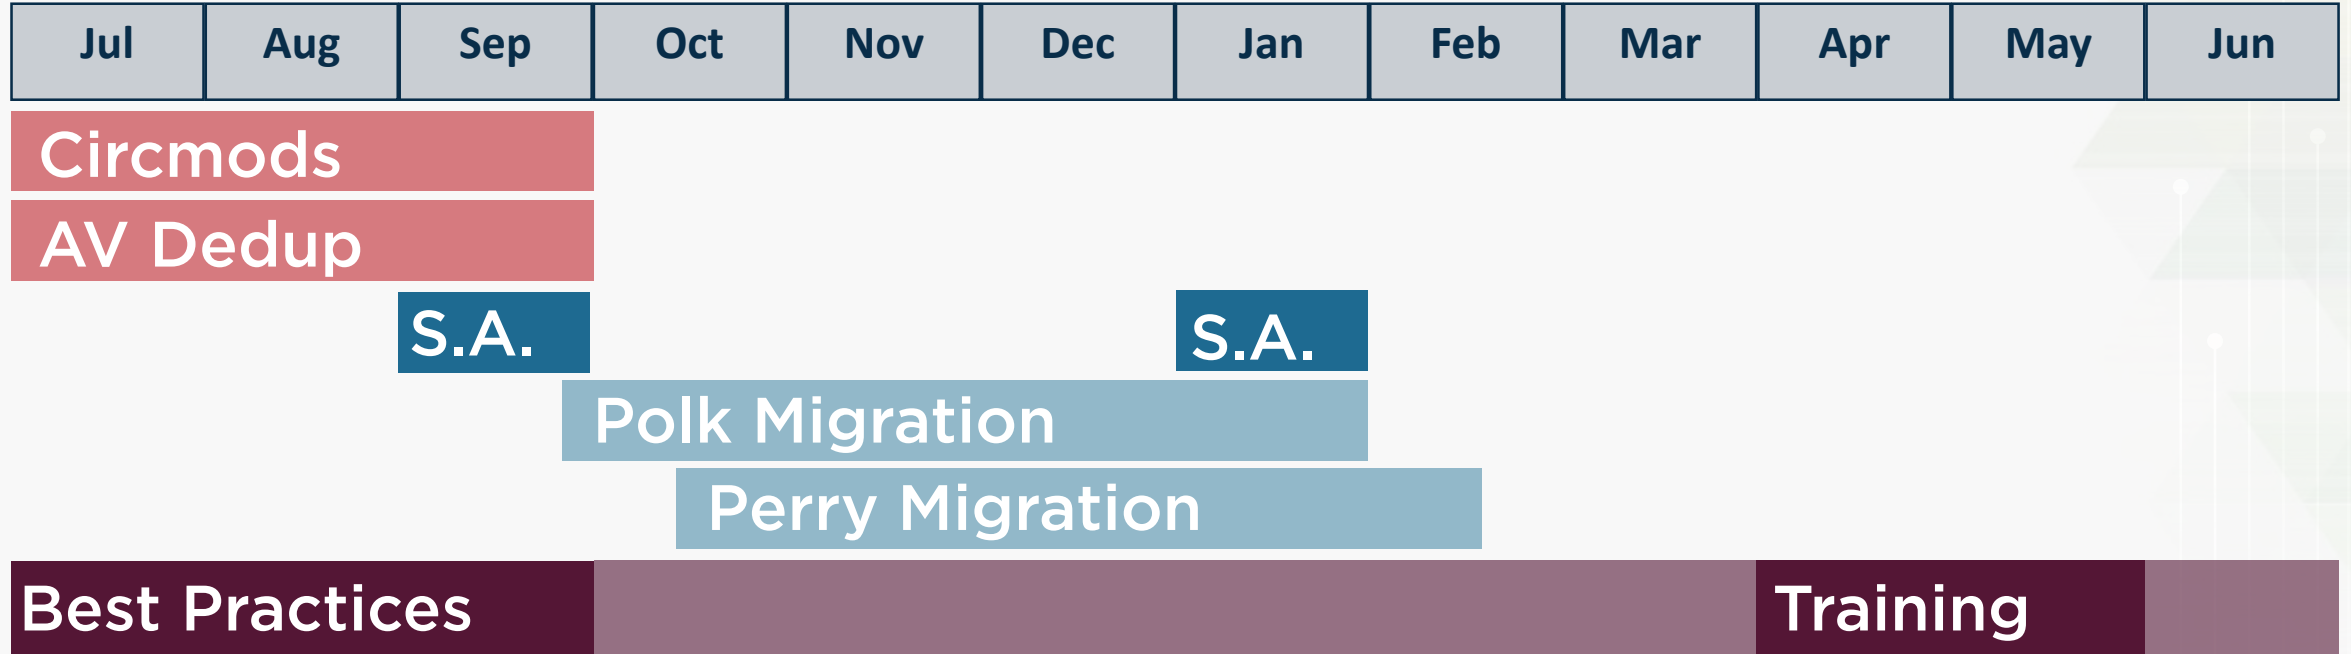 Jul Aug Sep Oct Nov Dec Jan Feb Mar Apr May Jun
Circmods
AV Dedup
S.A. S.A.
Polk Migration
Perry Migration
Best Practices Training